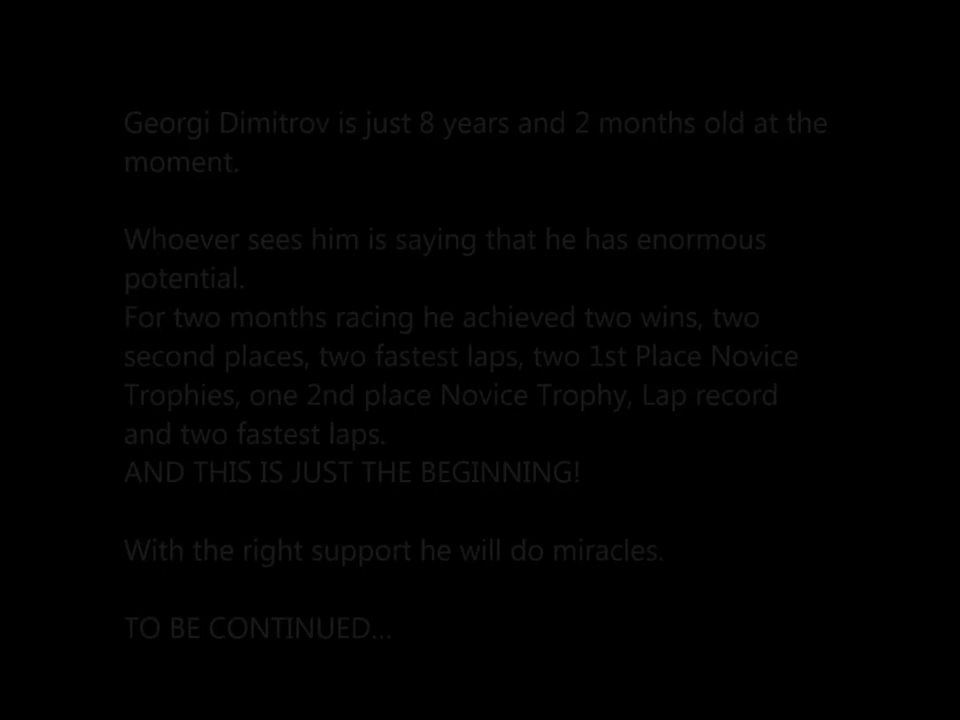 Georgi Dimitrov is just 8 years and 2 months old at the
moment.
Whoever sees him is saying that he has enormous
potential.
For two months racing he achieved two wins, two
second places, two fastest laps, two 1st Place Novice
Trophies, one 2nd place Novice Trophy, Lap record
and two fastest laps.
AND THIS IS JUST THE BEGINNING!
With the right support he will do miracles.
TO BE CONTINUED...